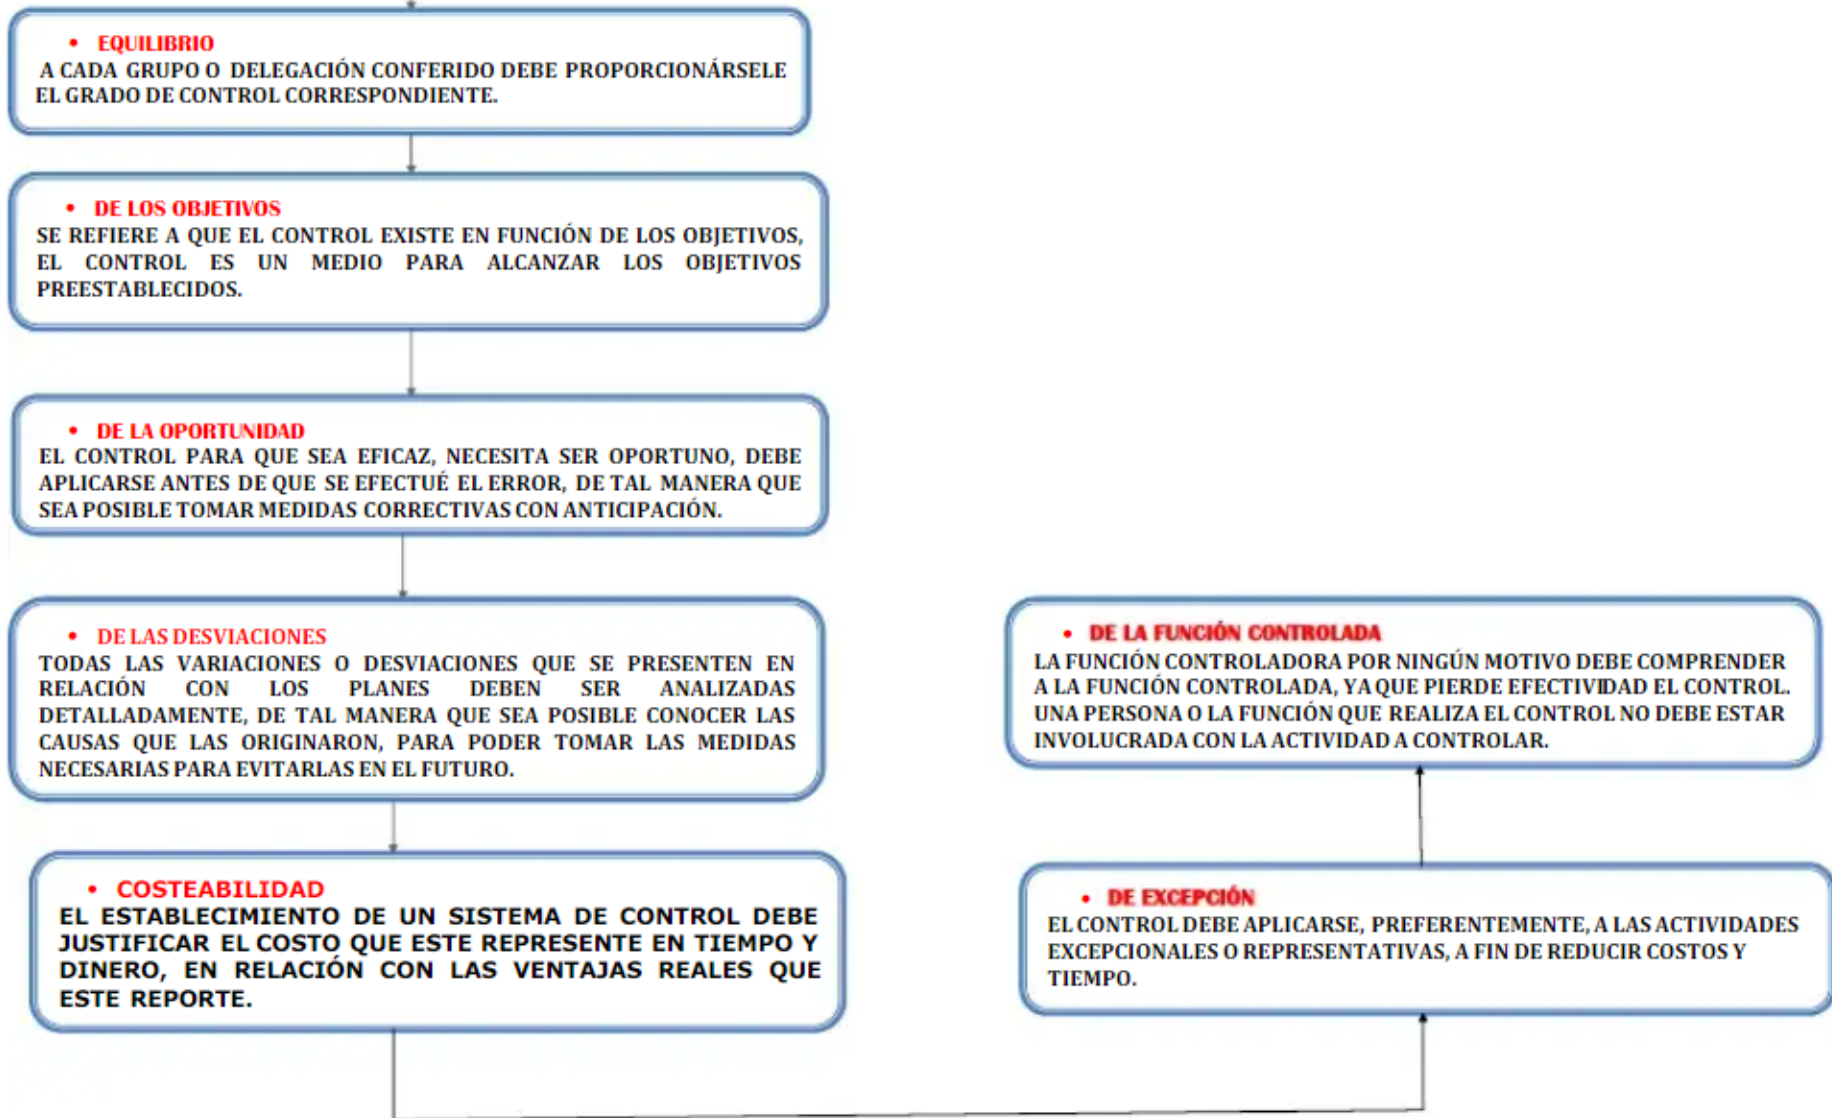 • EQUILIBRIO
A CADA GRUPO O DELEGACIÓN CONFERIDO DEBE PROPORCIONÁRSELE
EL GRADO DE CONTROL CORRESPONDIENTE.
• DE LOS OBJETIVOS
SE REFIERE A QUE EL CONTROL EXISTE EN FUNCIÓN DE LOS OBJETIVOS,
EL CONTROL ES UN MEDIO PARA ALCANZAR LOS OBJETIVOS
PREESTABLECIDOS.
• DE LA OPORTUNIDAD
EL CONTROL PARA QUE SEA EFICAZ, NECESITA SER OPORTUNO, DEBE
APLICARSE ANTES DE QUE SE EFECTUÉ EL ERROR, DE TAL MANERA QUE
SEA POSIBLE TOMAR MEDIDAS CORRECTIVAS CON ANTICIPACIÓN.
• DE LAS DESVIACIONES
TODAS LAS VARIACIONES O DESVIACIONES QUE SE PRESENTEN EN
RELACIÓN CON LOS PLANES DEBEN SER ANALIZADAS
DETALLADAMENTE, DE TAL MANERA QUE SEA POSIBLE CONOCER LAS
CAUSAS QUE LAS ORIGINARON, PARA PODER TOMAR LAS MEDIDAS
NECESARIAS PARA EVITARLAS EN EL FUTURO.
• COSTEABILIDAD
EL ESTABLECIMIENTO DE UN SISTEMA DE CONTROL DEBE
JUSTIFICAR EL COSTO QUE ESTE REPRESENTE EN TIEMPO Y
DINERO, EN RELACIÓN CON LAS VENTAJAS REALES QUE
ESTE REPORTE.
• DE EXCEPCIÓN
EL CONTROL DEBE APLICARSE, PREFERENTEMENTE, A LAS ACTIVIDADES
EXCEPCIONALES O REPRESENTATIVAS, A FIN DE REDUCIR COSTOS Y
TIEMPO.
• DE LA FUNCIÓN CONTROLADA
LA FUNCIÓN CONTROLADORA POR NINGÚN MOTIVO DEBE COMPRENDER
A LA FUNCIÓN CONTROLADA, YA QUE PIERDE EFECTIVIDAD EL CONTROL.
UNA PERSONA O LA FUNCIÓN QUE REALIZA EL CONTROL NO DEBE ESTAR
INVOLUCRADA CON LA ACTIVIDAD A CONTROLAR.